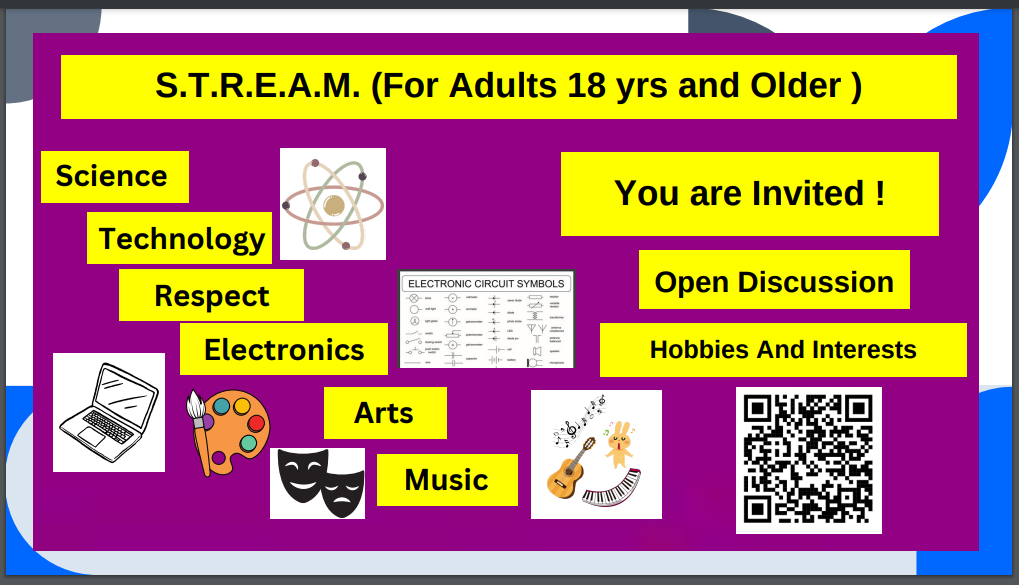 S.T.R.E.A.M. (For Adults 18 yrs and Older )
Science
Technology
Respect
Electronics
Arts
Music
ELECTRONIC CIRCUIT SYMBOLS
You are Invited !
Open Discussion
Hobbies And Interests